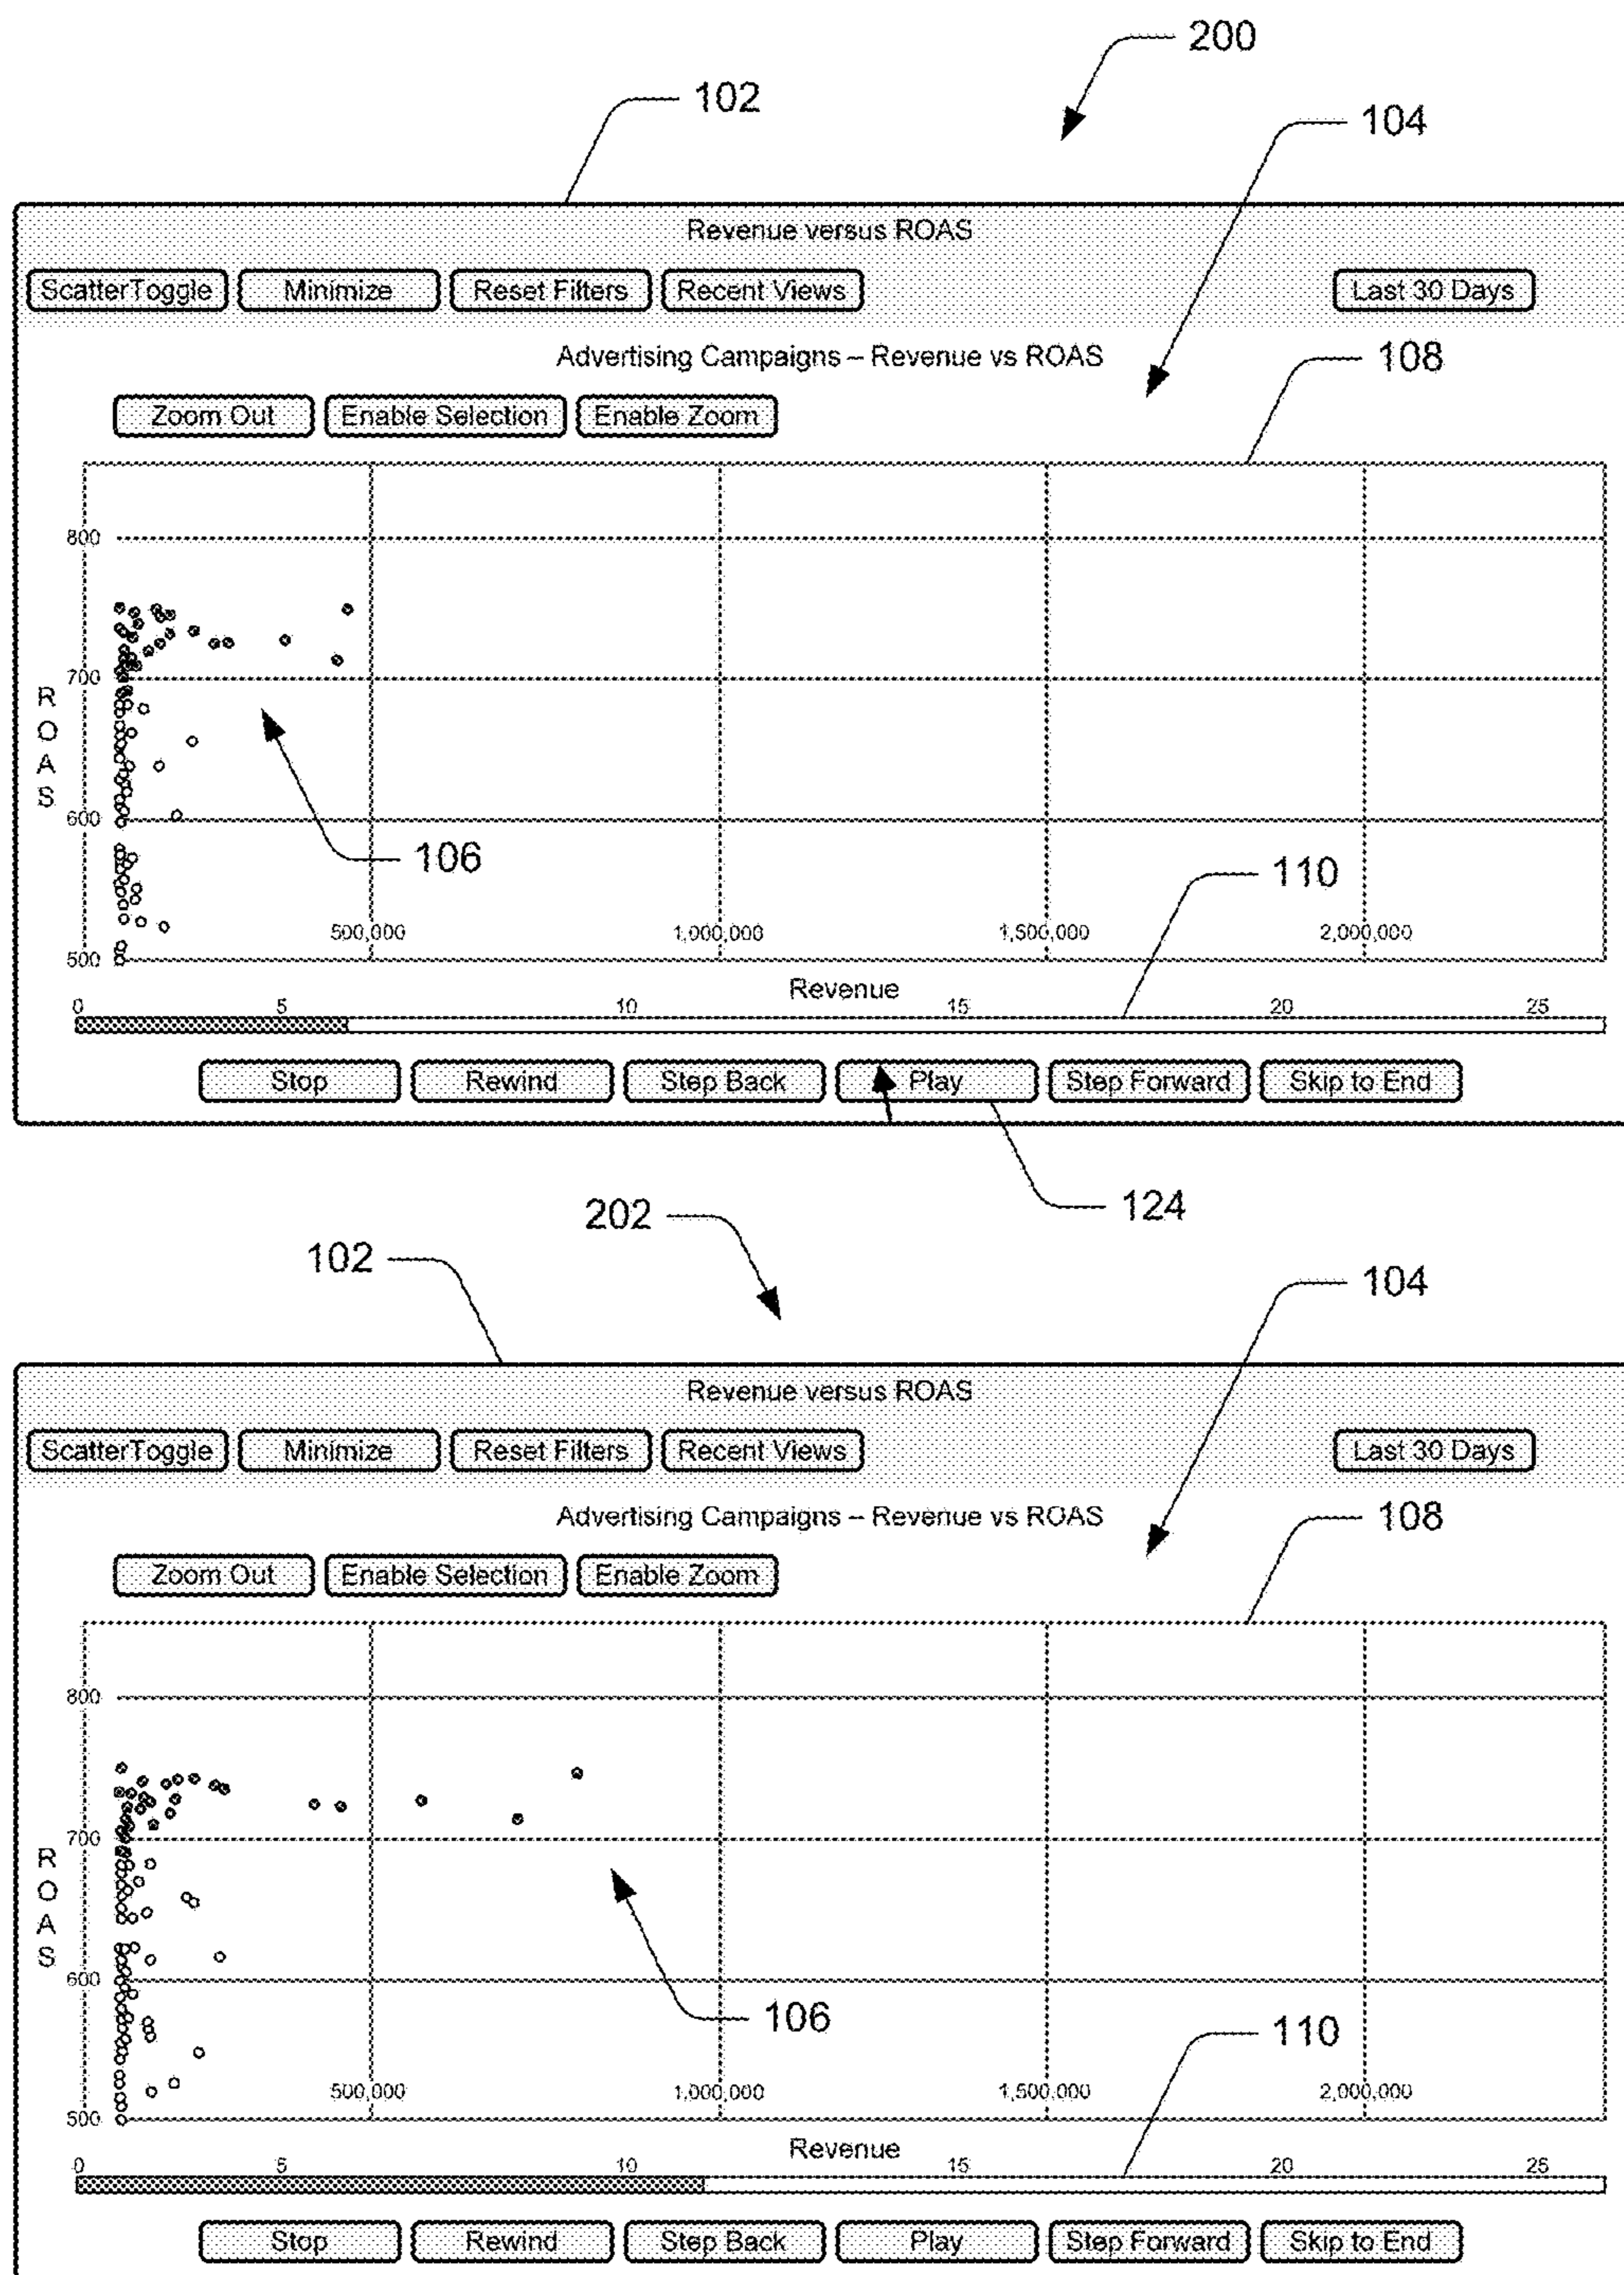 200
102
104
Revenue versus ROAS
ScatterToggle Minimize Reset Filters Recent Views Last 30 Days
Advertising Campaigns – Revenue vs ROAS
108
Zoom Out Enable Selection Enable Zoom
800
700
ROAS
600
106
110
500,000 1,000,000 1,500,000 2,000,000
500
Revenue
0 5 10 15 20 25
Stop Rewind Step Back Play Step Forward Skip to End
124
202
102
104
Revenue versus ROAS
ScatterToggle Minimize Reset Filters Recent Views Last 30 Days
Advertising Campaigns – Revenue vs ROAS
108
Zoom Out Enable Selection Enable Zoom
800
700
ROAS
600
106
110
500,000 1,000,000 1,500,000 2,000,000
500
Revenue
0 5 10 15 20 25
Stop Rewind Step Back Play Step Forward Skip to End